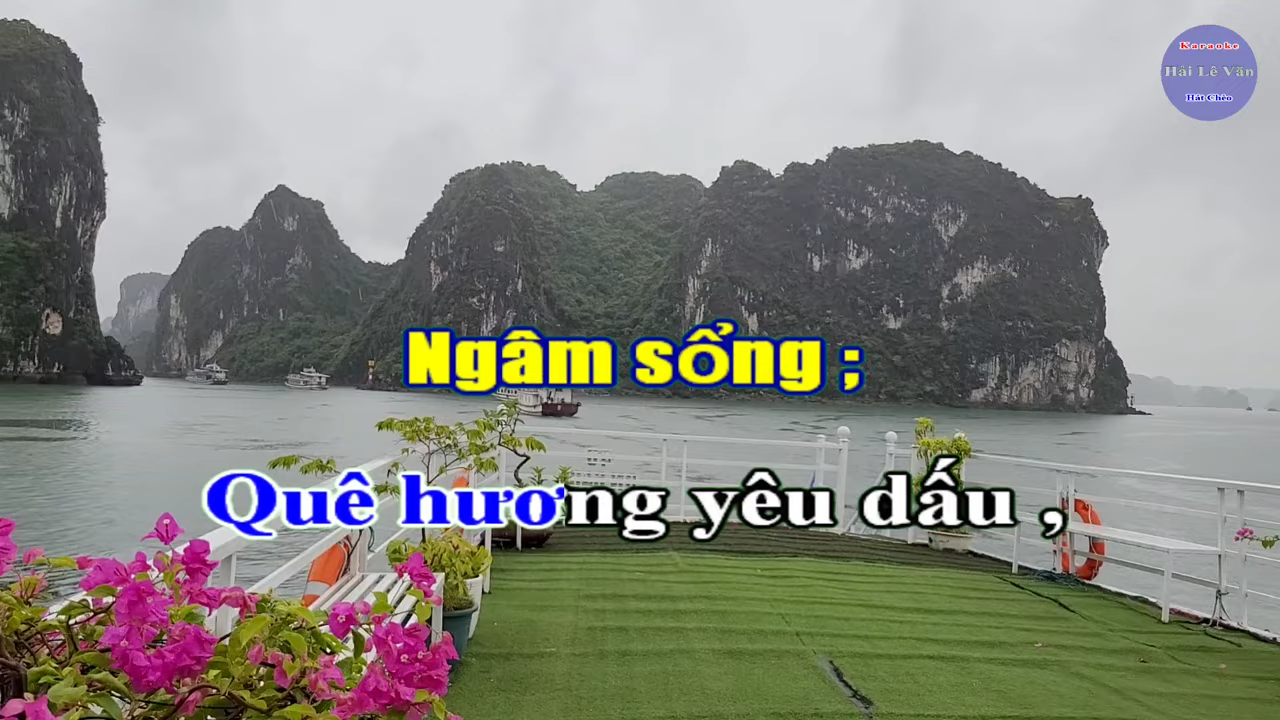 Karaoke
Hải Lê Văn
Hát Chèo
Ngâm sổng ;
Quê hương yêu dấu ,